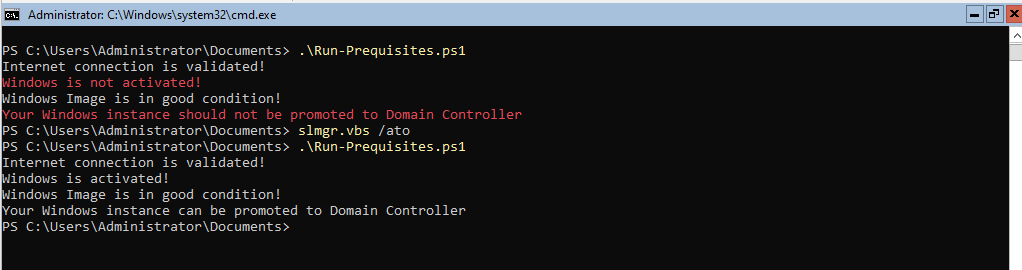 Administrator: C:\Windows\system32\cmd.exe
PS C:\Users\Administrator\Documents> .\Run-Prequisites.ps1
Internet connection is validated!
Windows is not activated!
Windows Image is in good condition!
Your Windows instance should not be promoted to Domain Controller
PS C:\Users\Administrator\Documents> slmgr.vbs /ato
PS C:\Users\Administrator\Documents> .\Run-Prequisites.ps1
Internet connection is validated!
Windows is activated!
Windows Image is in good condition!
Your Windows instance can be promoted to Domain Controller
PS C:\Users\Administrator\Documents>